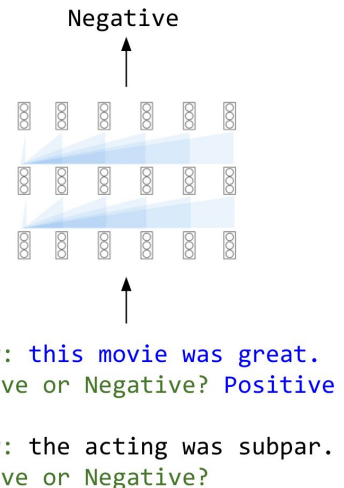 Negative
: this movie was great.
ve or Negative? Positive
: the acting was subpar.
ve or Negative?